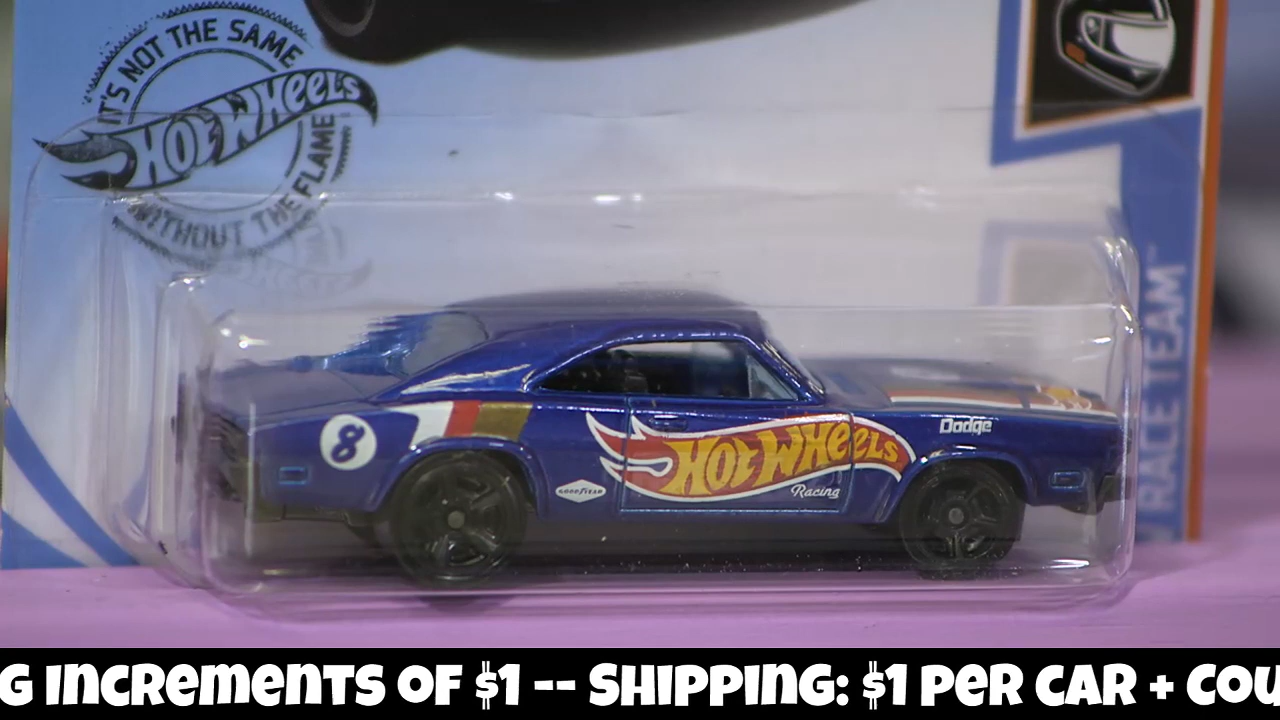 IT'S NOT THE SAME
HOT WHEELS
WITHOUT THE FLAME
RACE TEAM™
8
HOT WHEELS
Dodge
GOODYEAR
Racing
G INCREMENTS OF $1 -- SHIPPING: $1 PER CAR + COU